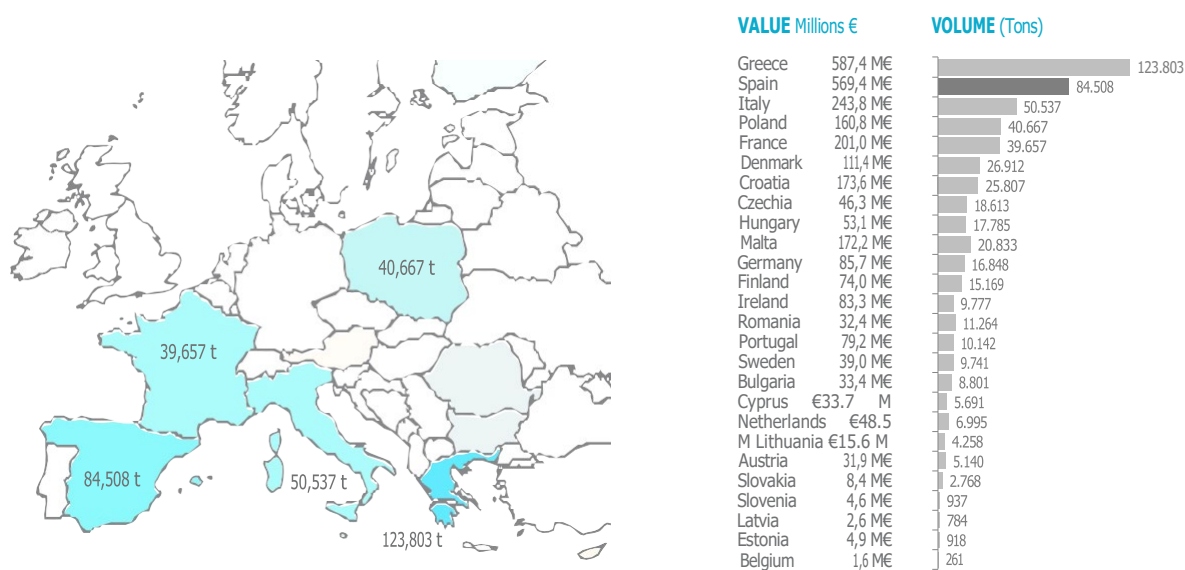 VALUE Millions € VOLUME (Tons)
Greece 587,4 M€ 123.803
Spain 569,4 M€ 84.508
Italy 243,8 M€ 50.537
Poland 160,8 M€ 40.667
France 201,0 M€ 39.657
Denmark 111,4 M€ 26.912
Croatia 173,6 M€ 25.807
Czechia 46,3 M€ 18.613
Hungary 53,1 M€ 17.785
Malta 172,2 M€ 20.833
Germany 85,7 M€ 16.848
Finland 74,0 M€ 15.169
Ireland 83,3 M€ 9.777
Romania 32,4 M€ 11.264
Portugal 79,2 M€ 10.142
Sweden 39,0 M€ 9.741
Bulgaria 33,4 M€ 8.801
Cyprus €33.7 M 5.691
Netherlands €48.5 6.995
M Lithuania €15.6 M 4.258
Austria 31,9 M€ 5.140
Slovakia 8,4 M€ 2.768
Slovenia 4,6 M€ 937
Latvia 2,6 M€ 784
Estonia 4,9 M€ 918
Belgium 1,6 M€ 261
40,667 t
39,657 t
84,508 t
50,537 t
123,803 t